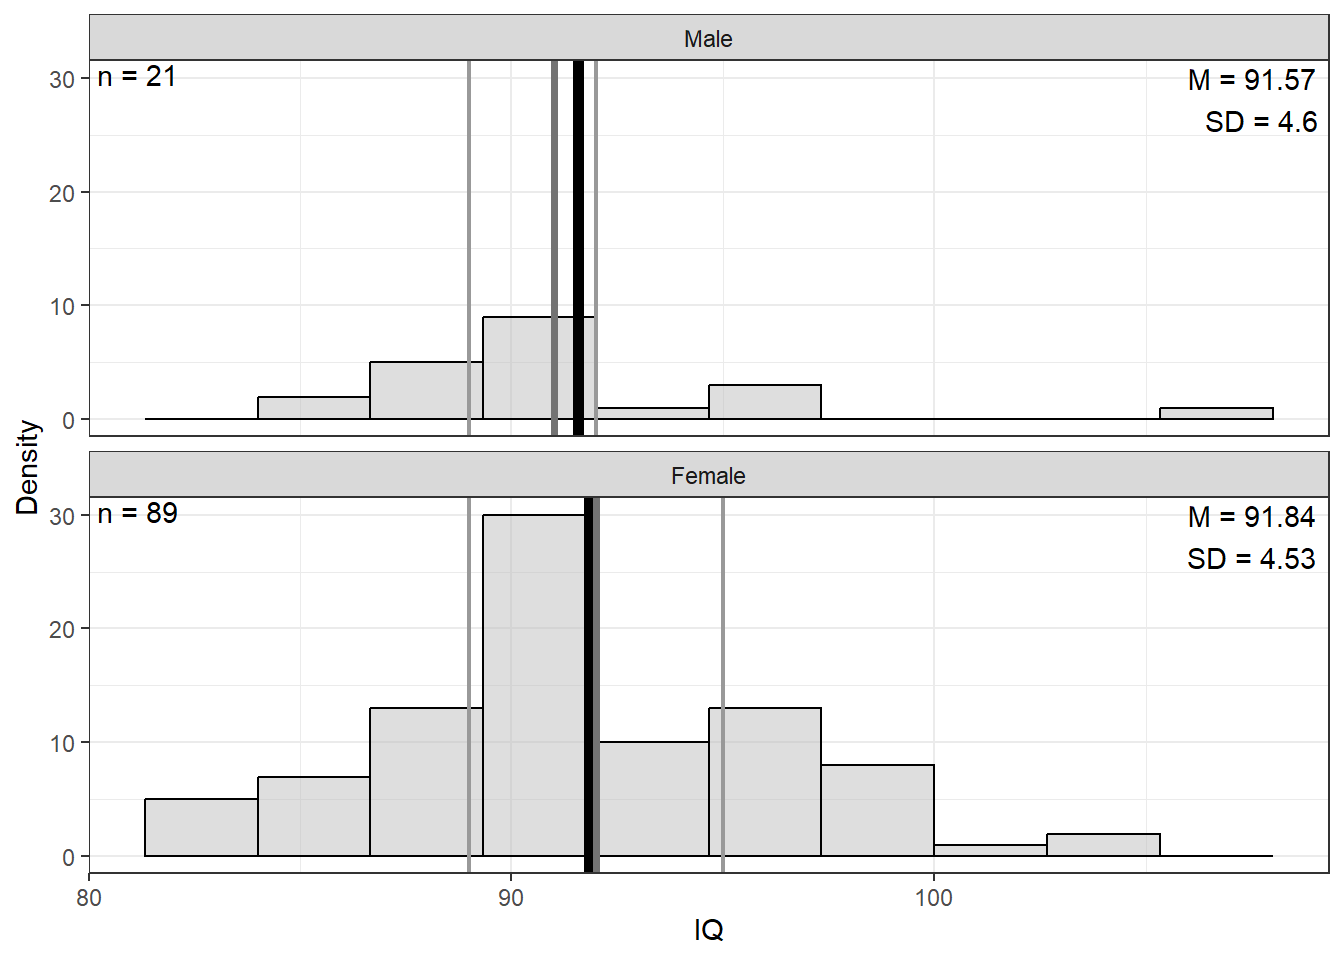 Male
n = 21
M = 91.57
SD = 4.6
30
20
10
0
Density
Female
n = 89
M = 91.84
SD = 4.53
30
20
10
0
80
90
100
IQ